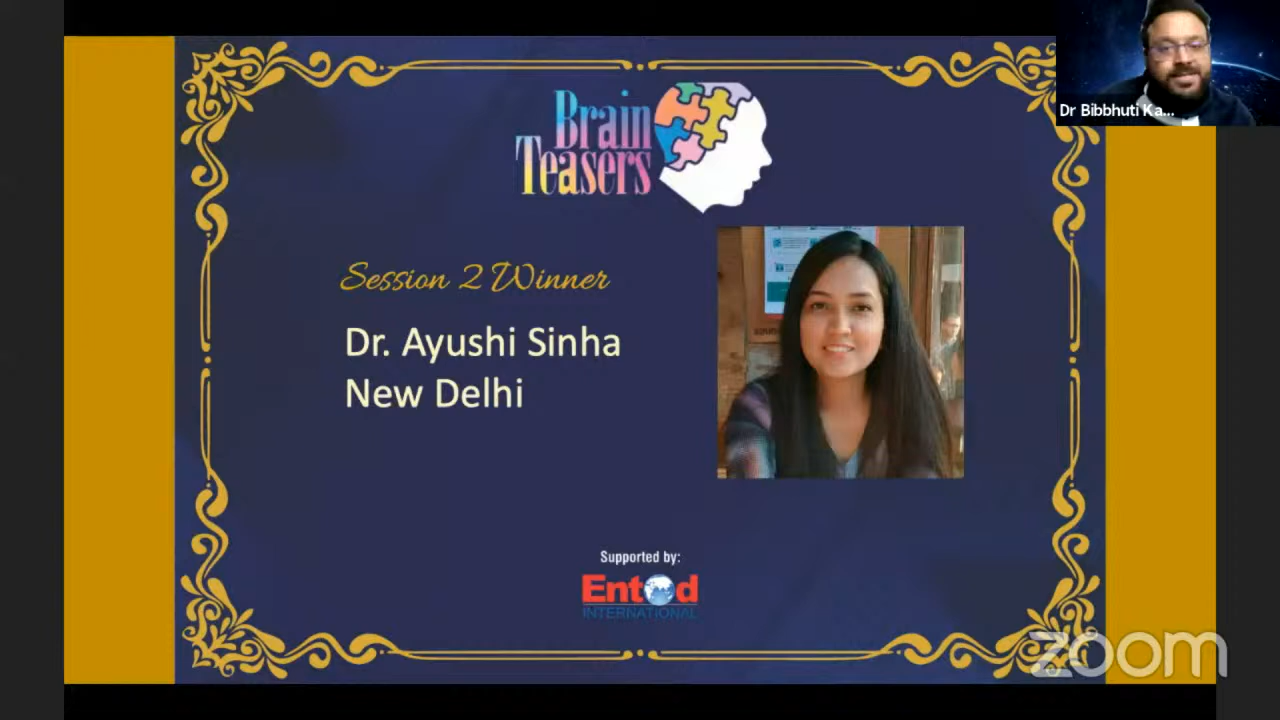 Brain
Teasers
Dr Bibbhuti Ka...
Session 2 Winner
Dr. Ayushi Sinha
New Delhi
Supported by:
Entod
INTERNATIONAL
zoom